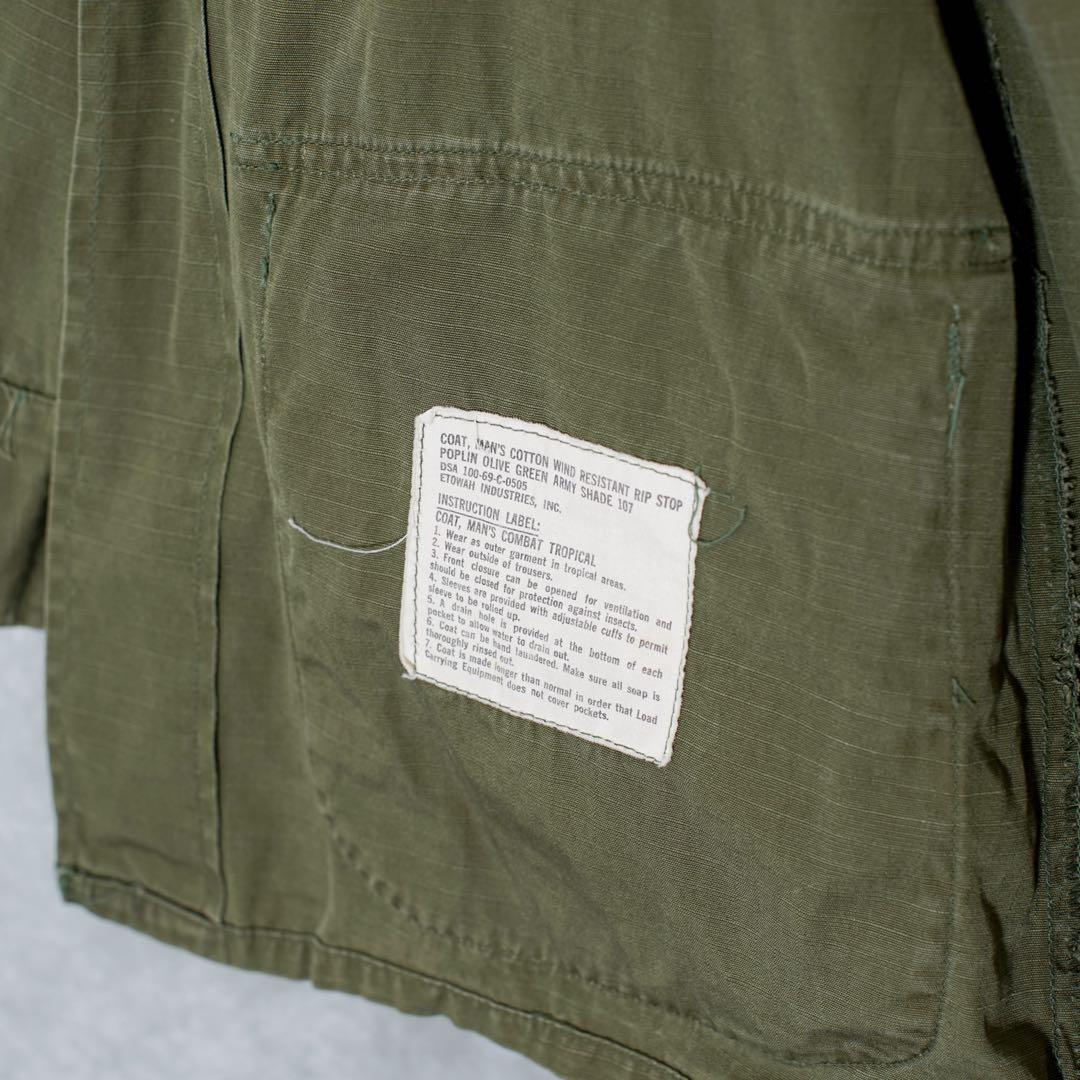 COAT, MAN'S COTTON WIND RESISTANT RIP STOP
POPLIN OLIVE GREEN ARMY SHADE 107
DSA 100-69-C-0505
ETOWAH INDUSTRIES, INC.
INSTRUCTION LABEL:
COAT, MAN'S COMBAT TROPICAL
1. Wear as outer garment in tropical areas.
2. Wear outside of trousers.
3. Front closure can be opened for ventilation and
should be closed for protection against insects.
4. Sleeves are provided with adjustable cuffs to permit
sleeve to be rolled up.
5. A drain hole is provided at the bottom of each
pocket to allow water to drain out.
6. Coat can be hand laundered. Make sure all soap is
thoroughly rinsed out.
7. Coat is made longer than normal in order that Load
Carrying Equipment does not cover pockets.